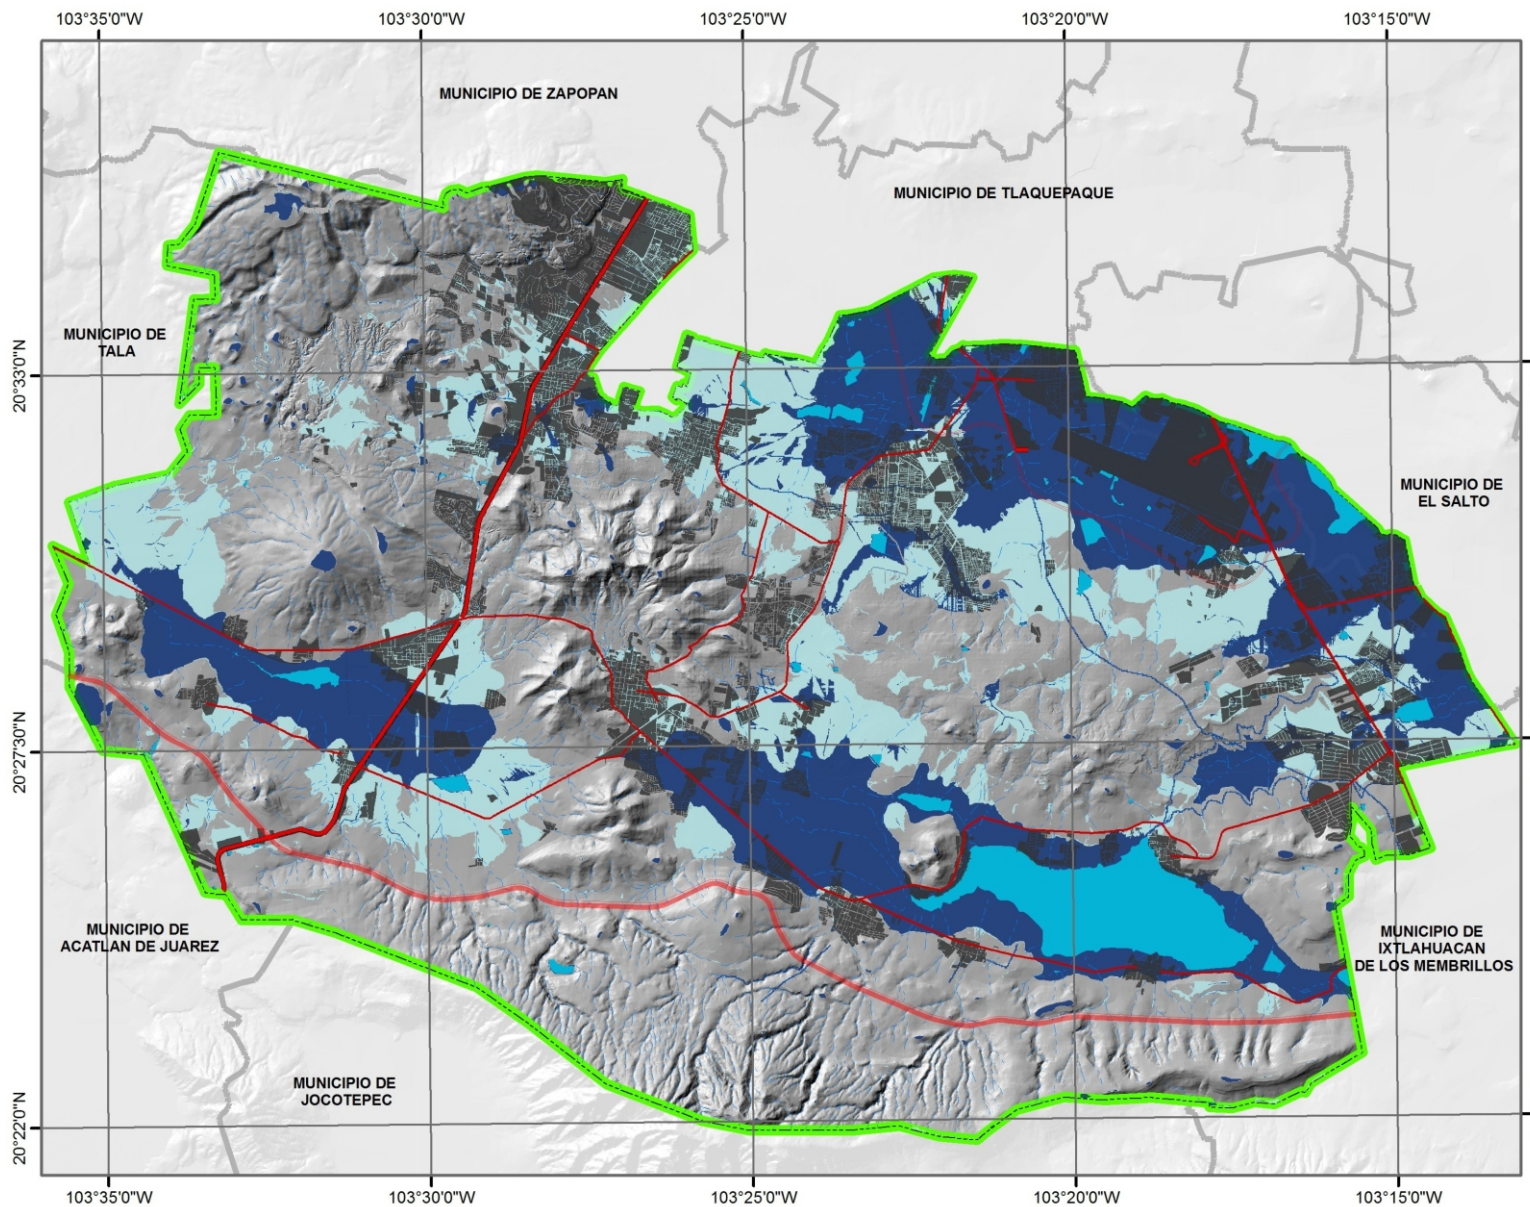 103°35'0"W 103°30'0"W 103°25'0"W 103°20'0"W 103°15'0"W
MUNICIPIO DE ZAPOPAN
MUNICIPIO DE TLAQUEPAQUE
MUNICIPIO DE
TALA
20°33'0"N
MUNICIPIO DE
EL SALTO
20°27'30"N
MUNICIPIO DE
ACATLAN DE JUAREZ
MUNICIPIO DE
IXTLAHUACAN
DE LOS MEMBRILLOS
MUNICIPIO DE
JOCOTEPEC
20°22'0"N
103°35'0"W 103°30'0"W 103°25'0"W 103°20'0"W 103°15'0"W